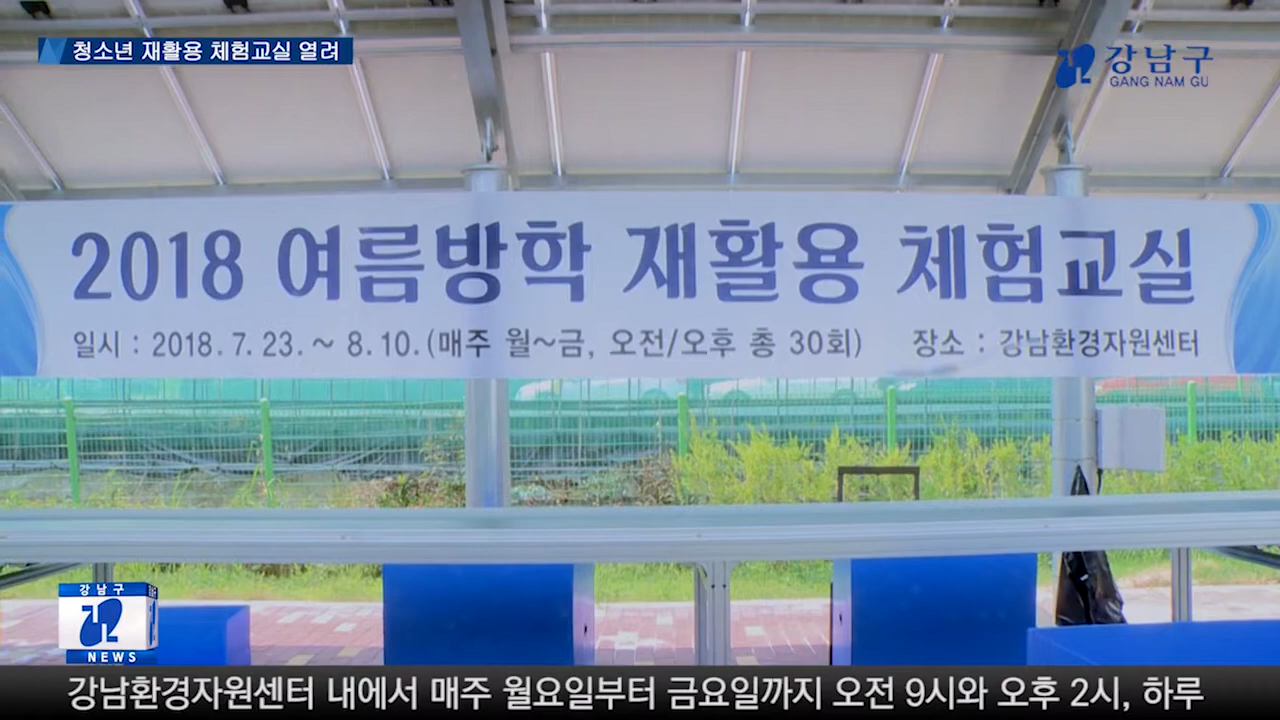 청소년 재활용 체험교실 열려
강남구
GANG NAM GU
2018 여름방학 재활용 체험교실
일시 : 2018. 7. 23. ~ 8. 10. (매주 월~금, 오전/오후 총 30회) 장소 : 강남환경자원센터
강남구
NEWS
강남환경자원센터 내에서 매주 월요일부터 금요일까지 오전 9시와 오후 2시, 하루